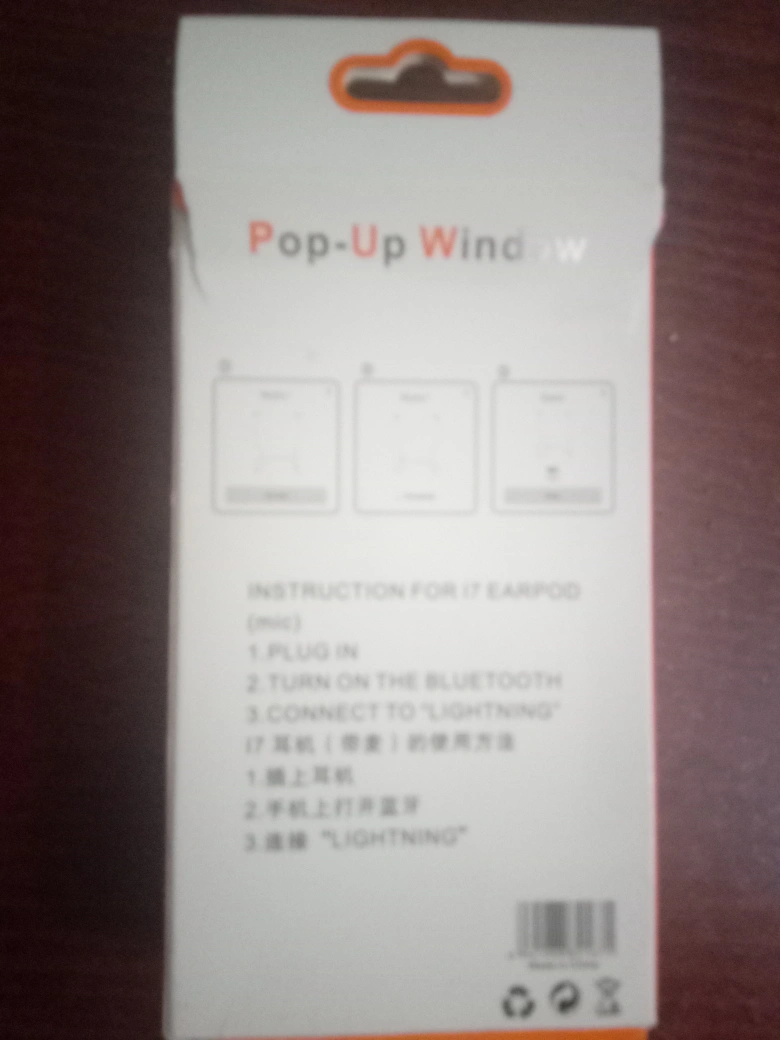 Pop-Up Window
INSTRUCTION FOR I7 EARPOD
(mic)
1.PLUG IN
2.TURN ON THE BLUETOOTH
3.CONNECT TO "LIGHTNING"
I7 耳机（带麦）的使用方法
1.插上耳机
2.手机上打开蓝牙
3.连接 "LIGHTNING"
Made in China